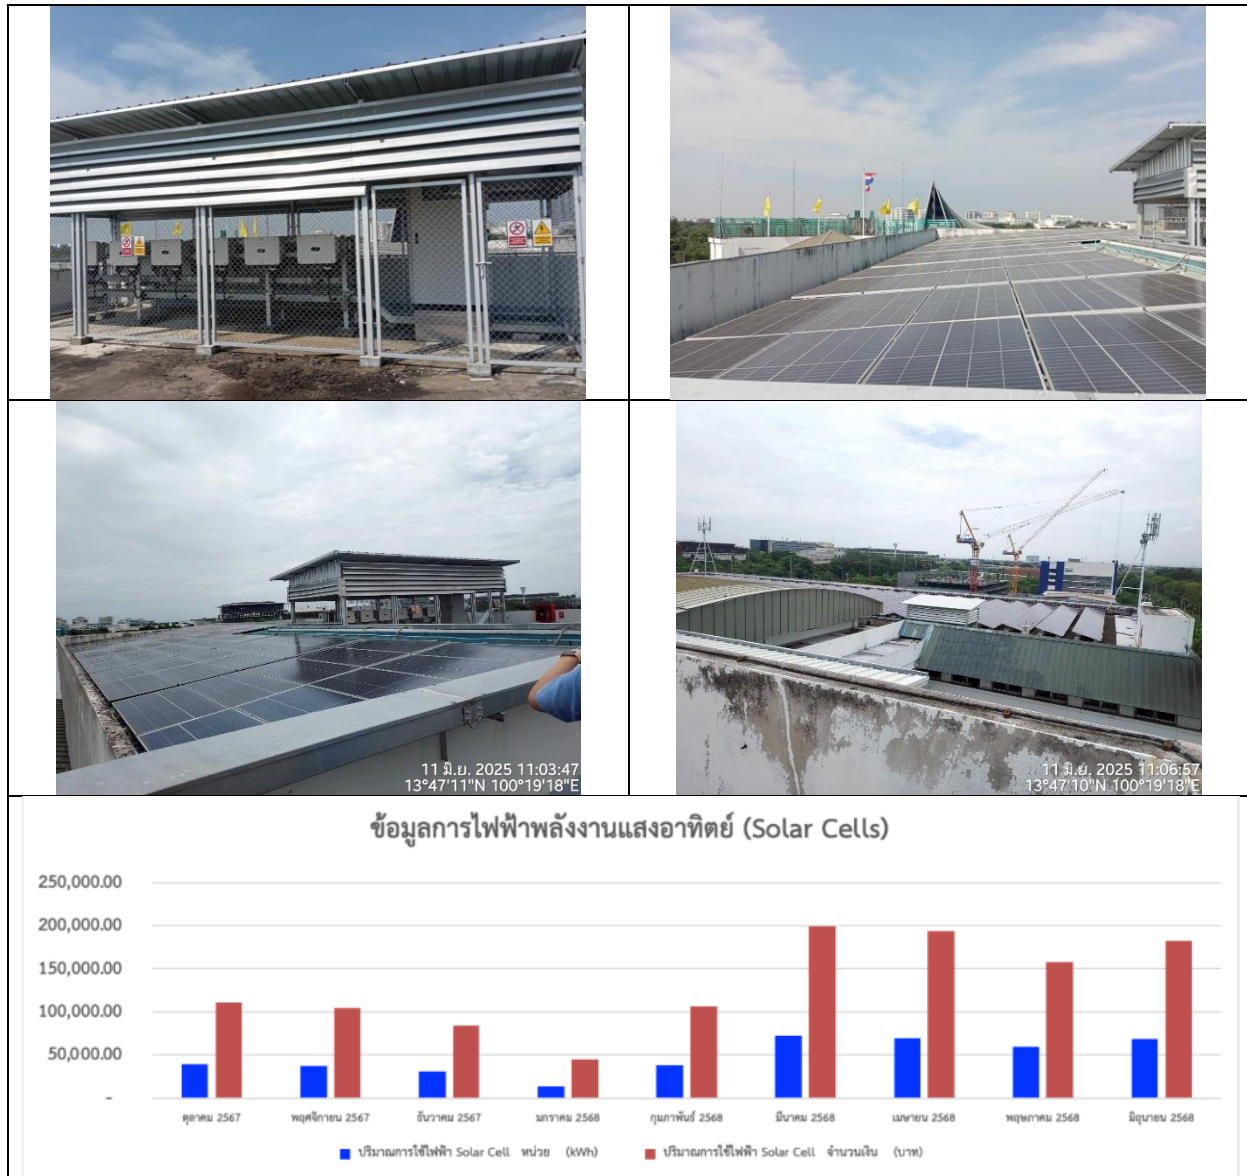 11 มิ.ย. 2025 11:03:47
13°47'11"N 100°19'18"E
11 มิ.ย. 2025 11:06:57
13°47'10"N 100°19'18"E
ข้อมูลการไฟฟ้าพลังงานแสงอาทิตย์ (Solar Cells)
250,000.00
200,000.00
150,000.00
100,000.00
50,000.00
-
ตุลาคม 2567 พฤศจิกายน 2567 ธันวาคม 2567 มกราคม 2568 กุมภาพันธ์ 2568 มีนาคม 2568 เมษายน 2568 พฤษภาคม 2568 มิถุนายน 2568
ปริมาณการใช้ไฟฟ้า Solar Cell หน่วย (kWh) ปริมาณการใช้ไฟฟ้า Solar Cell จำนวนเงิน (บาท)